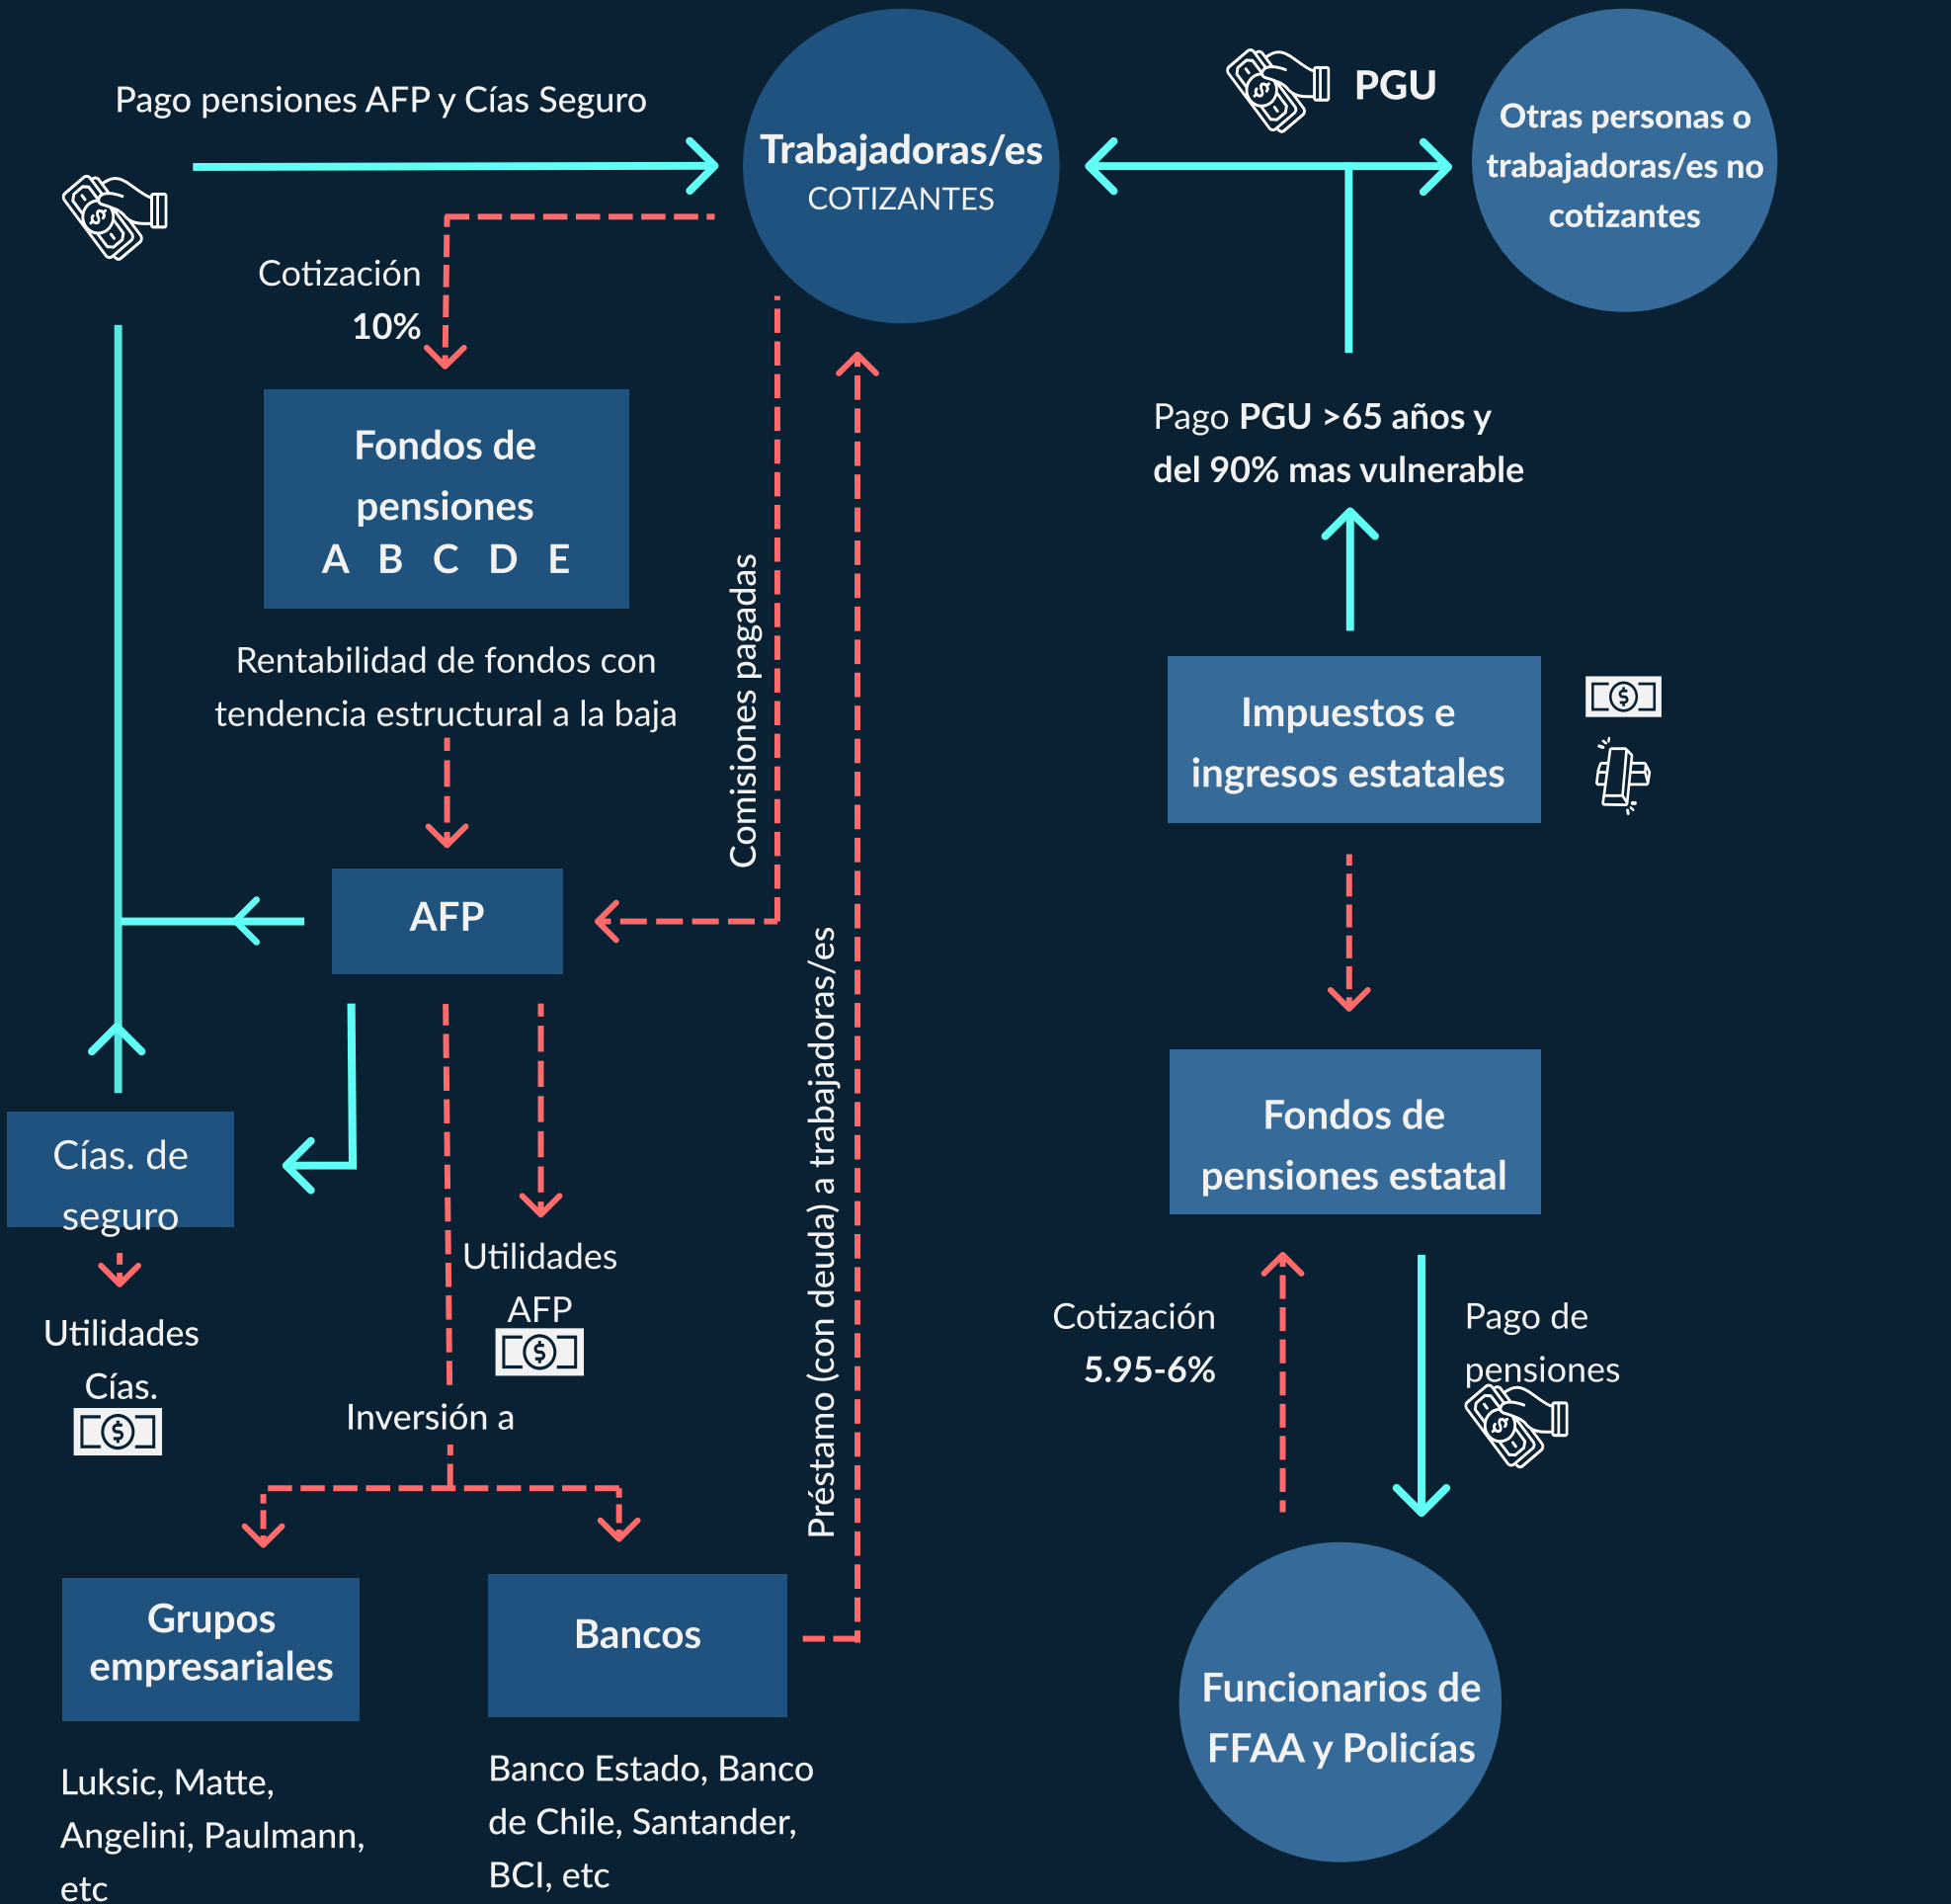 Pago pensiones AFP y Cías Seguro
Trabajadoras/es
COTIZANTES
PGU
Otras personas o
trabajadoras/es no
cotizantes
Cotización
10%
Fondos de
pensiones
A B C D E
Rentabilidad de fondos con
tendencia estructural a la baja
Comisiones pagadas
Préstamo (con deuda) a trabajadoras/es
AFP
Cías. de
seguro
Utilidades
Cías.
Utilidades
AFP
Inversión a
Grupos
empresariales
Luksic, Matte,
Angelini, Paulmann,
etc
Bancos
Banco Estado, Banco
de Chile, Santander,
BCI, etc
Pago PGU >65 años y
del 90% mas vulnerable
Impuestos e
ingresos estatales
Fondos de
pensiones estatal
Cotización
5.95-6%
Pago de
pensiones
Funcionarios de
FFAA y Policías